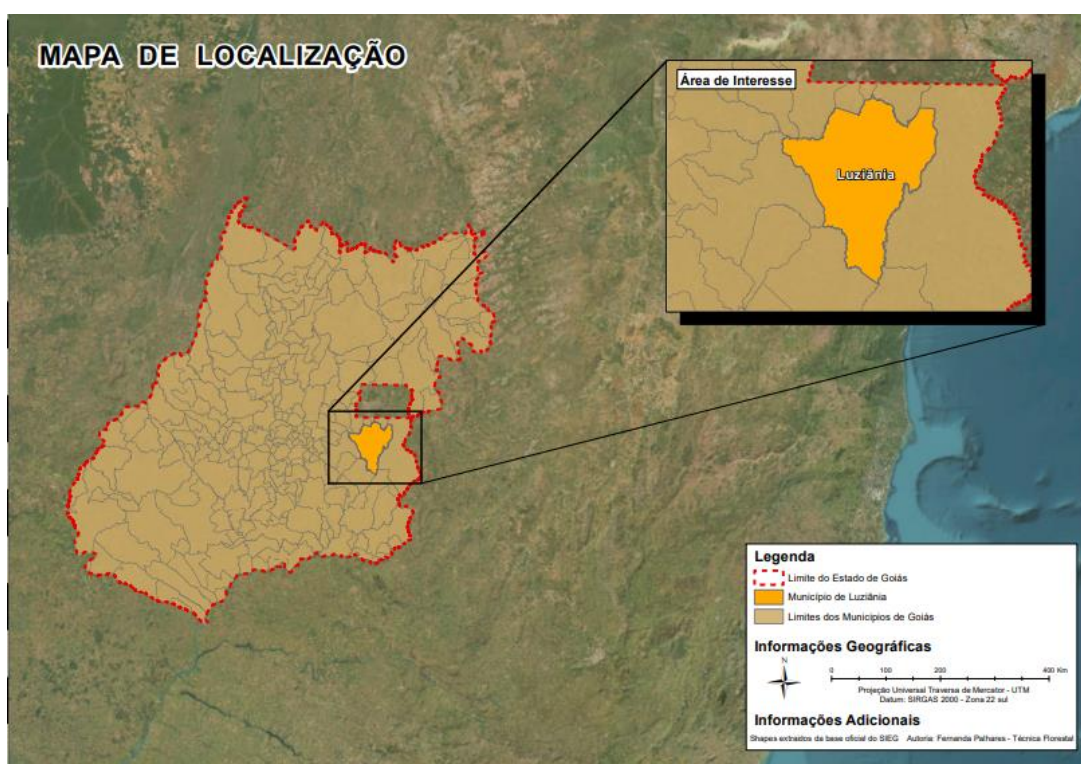 MAPA DE LOCALIZAÇÃO
Área de Interesse
Luziânia
Legenda
Limite do Estado de Goiás
Município de Luziânia
Limites dos Municipios de Goiás
Informações Geográficas
N
0 100 200 400 Km
Projeção Universal Traversa de Mercator - UTM
Datum: SIRGAS 2000 - Zona 22 sul
Informações Adicionais
Shapes extraidos da base oficial do SIEG Autoria: Fernanda Palhares - Técnica Florestal